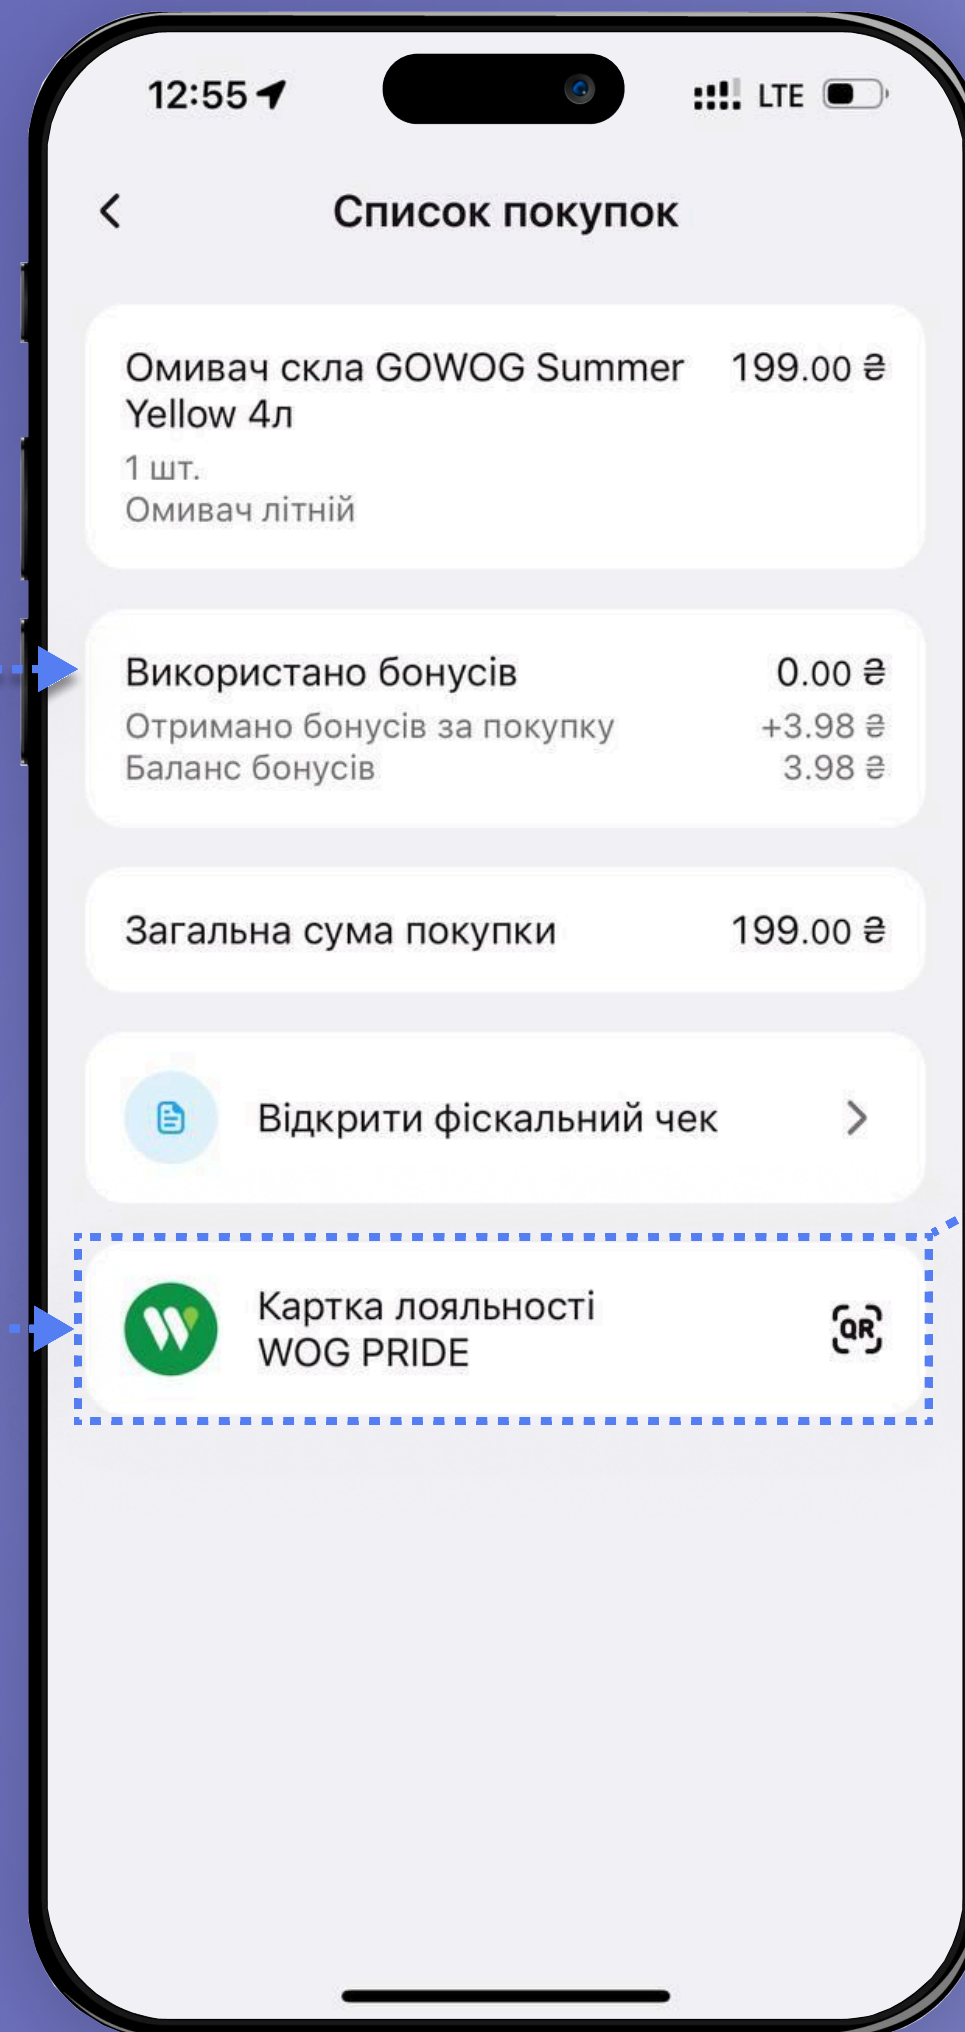 12:55 LTE
Список покупок
Омивач скла GOWOG Summer 199.00 ₴
Yellow 4л
1 шт.
Омивач літній
Використано бонусів 0.00 ₴
Отримано бонусів за покупку +3.98 ₴
Баланс бонусів 3.98 ₴
Загальна сума покупки 199.00 ₴
Відкрити фіскальний чек
Картка лояльності
WOG PRIDE
QR